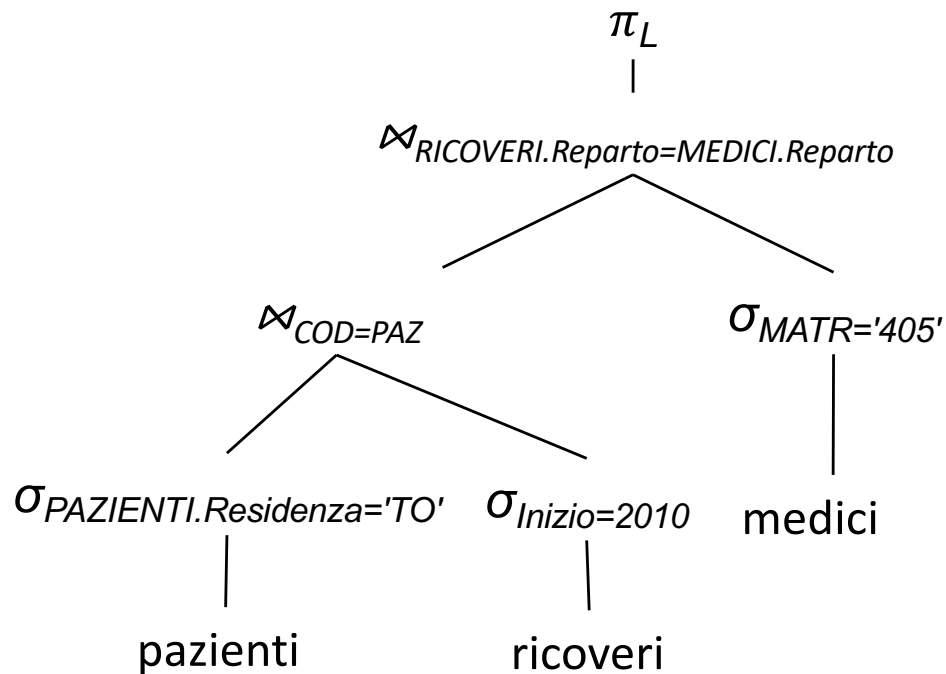 π_L
⋈_RICOVERI.Reparto=MEDICI.Reparto
⋈_COD=PAZ
σ_MATR='405'
σ_PAZIENTI.Residenza='TO'
σ_Inizio=2010
medici
pazienti
ricoveri